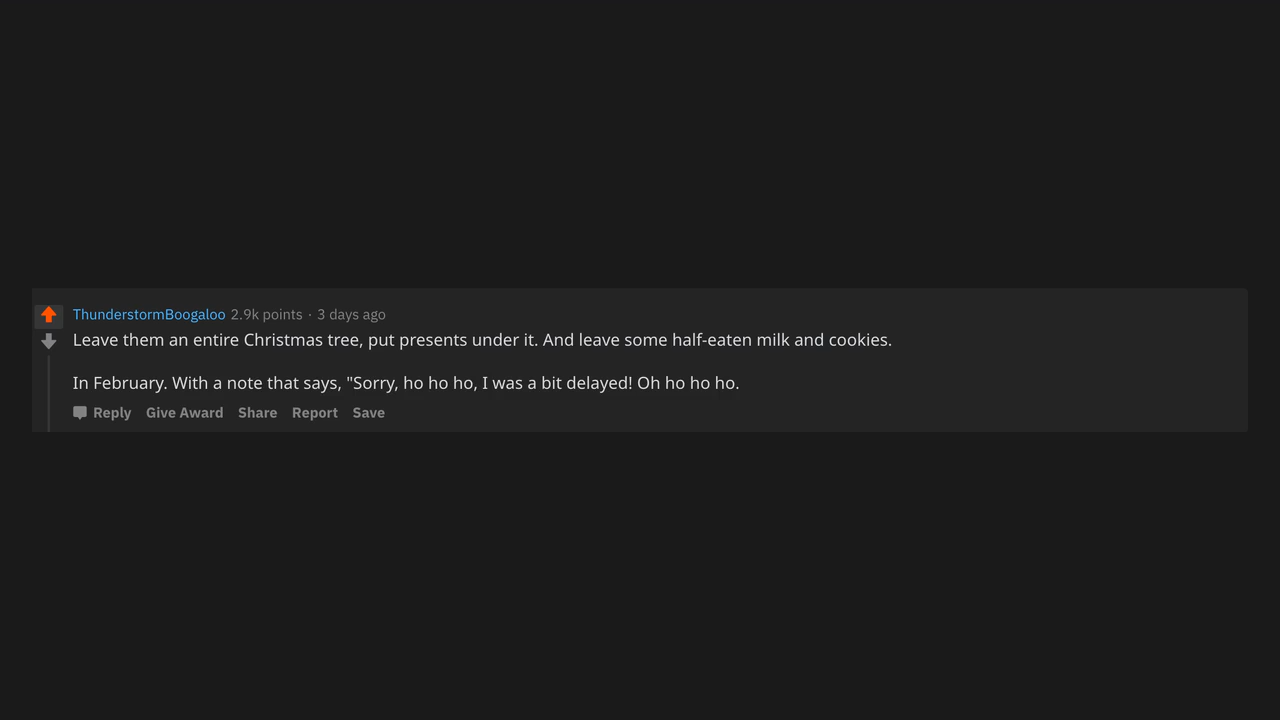 ThunderstormBoogaloo 2.9k points · 3 days ago
Leave them an entire Christmas tree, put presents under it. And leave some half-eaten milk and cookies.
In February. With a note that says, "Sorry, ho ho ho, I was a bit delayed! Oh ho ho ho.
Reply Give Award Share Report Save